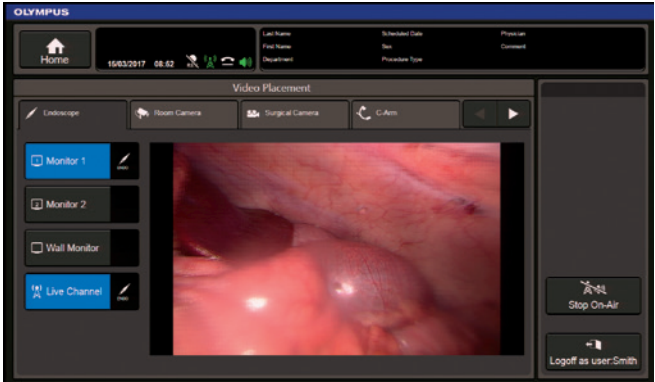 OLYMPUS
Home
15/03/2017 08:52
Last Name
First Name
Department
Scheduled Date
Sex
Procedure Type
Physician
Comment
Video Placement
Endoscope
Room Camera
Surgical Camera
C-Arm
1 Monitor 1
2 Monitor 2
Wall Monitor
Live Channel
Stop On-Air
Logoff as user:Smith